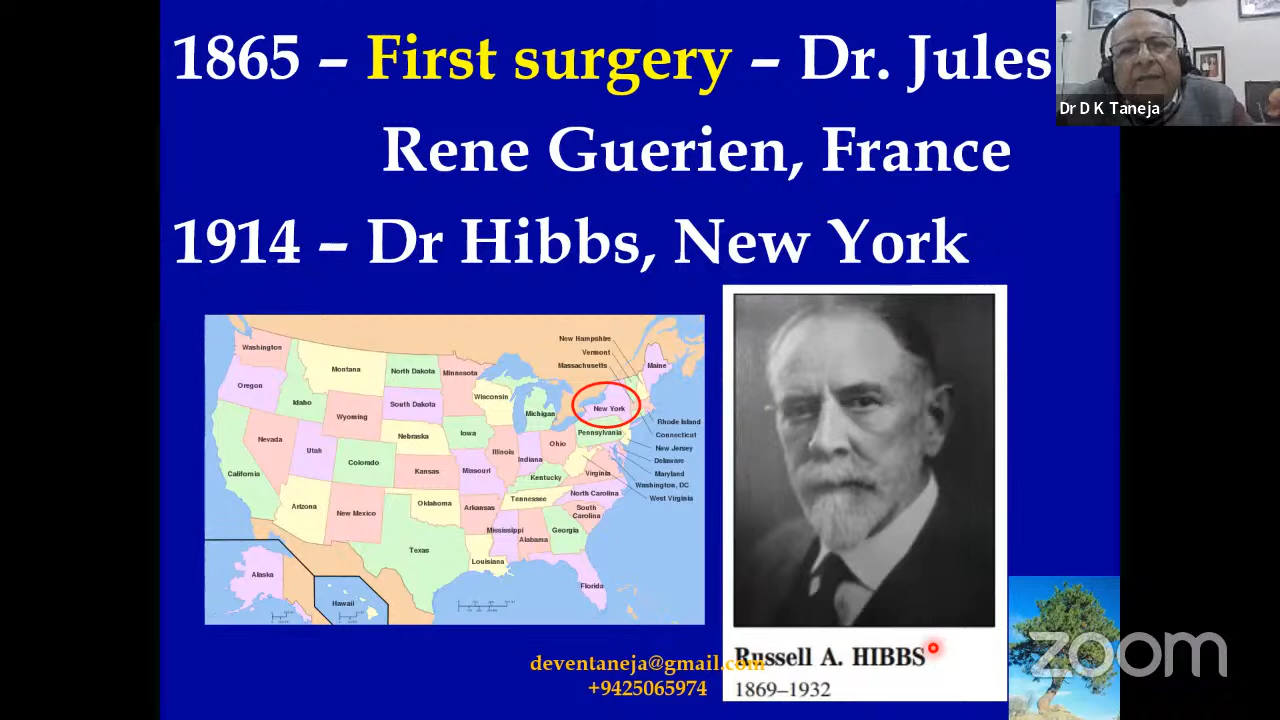 1865 – First surgery – Dr. Jules
Rene Guerien, France
1914 – Dr Hibbs, New York
Dr D K Taneja
Washington
Oregon
California
Nevada
Idaho
Montana
Wyoming
Utah
Arizona
Colorado
New Mexico
North Dakota
South Dakota
Nebraska
Kansas
Oklahoma
Texas
Minnesota
Iowa
Missouri
Arkansas
Louisiana
Wisconsin
Illinois
Michigan
Indiana
Ohio
Kentucky
Tennessee
Mississippi
Alabama
Georgia
Florida
South
Carolina
North Carolina
Virginia
Pennsylvania
New York
New Hampshire
Vermont
Massachusetts
Maine
Rhode Island
Connecticut
New Jersey
Delaware
Maryland
Washington, DC
West Virginia
Alaska
Hawaii
Russell A. HIBBS
1869–1932
deventaneja@gmail.com
+9425065974
zoom